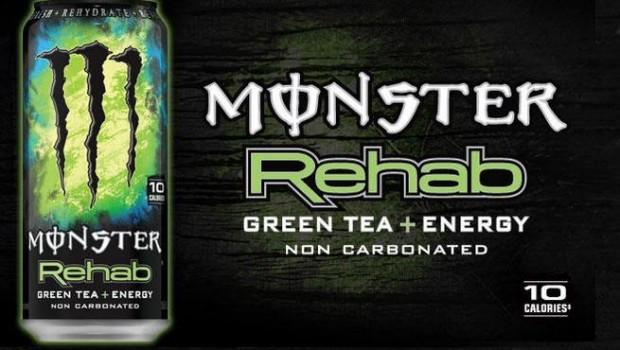 REHYDRATE
10
CALORIES
MONSTER
Rehab
GREEN TEA + ENERGY
NON CARBONATED
MONSTER
Rehab
GREEN TEA + ENERGY
NON CARBONATED
10
CALORIES‡